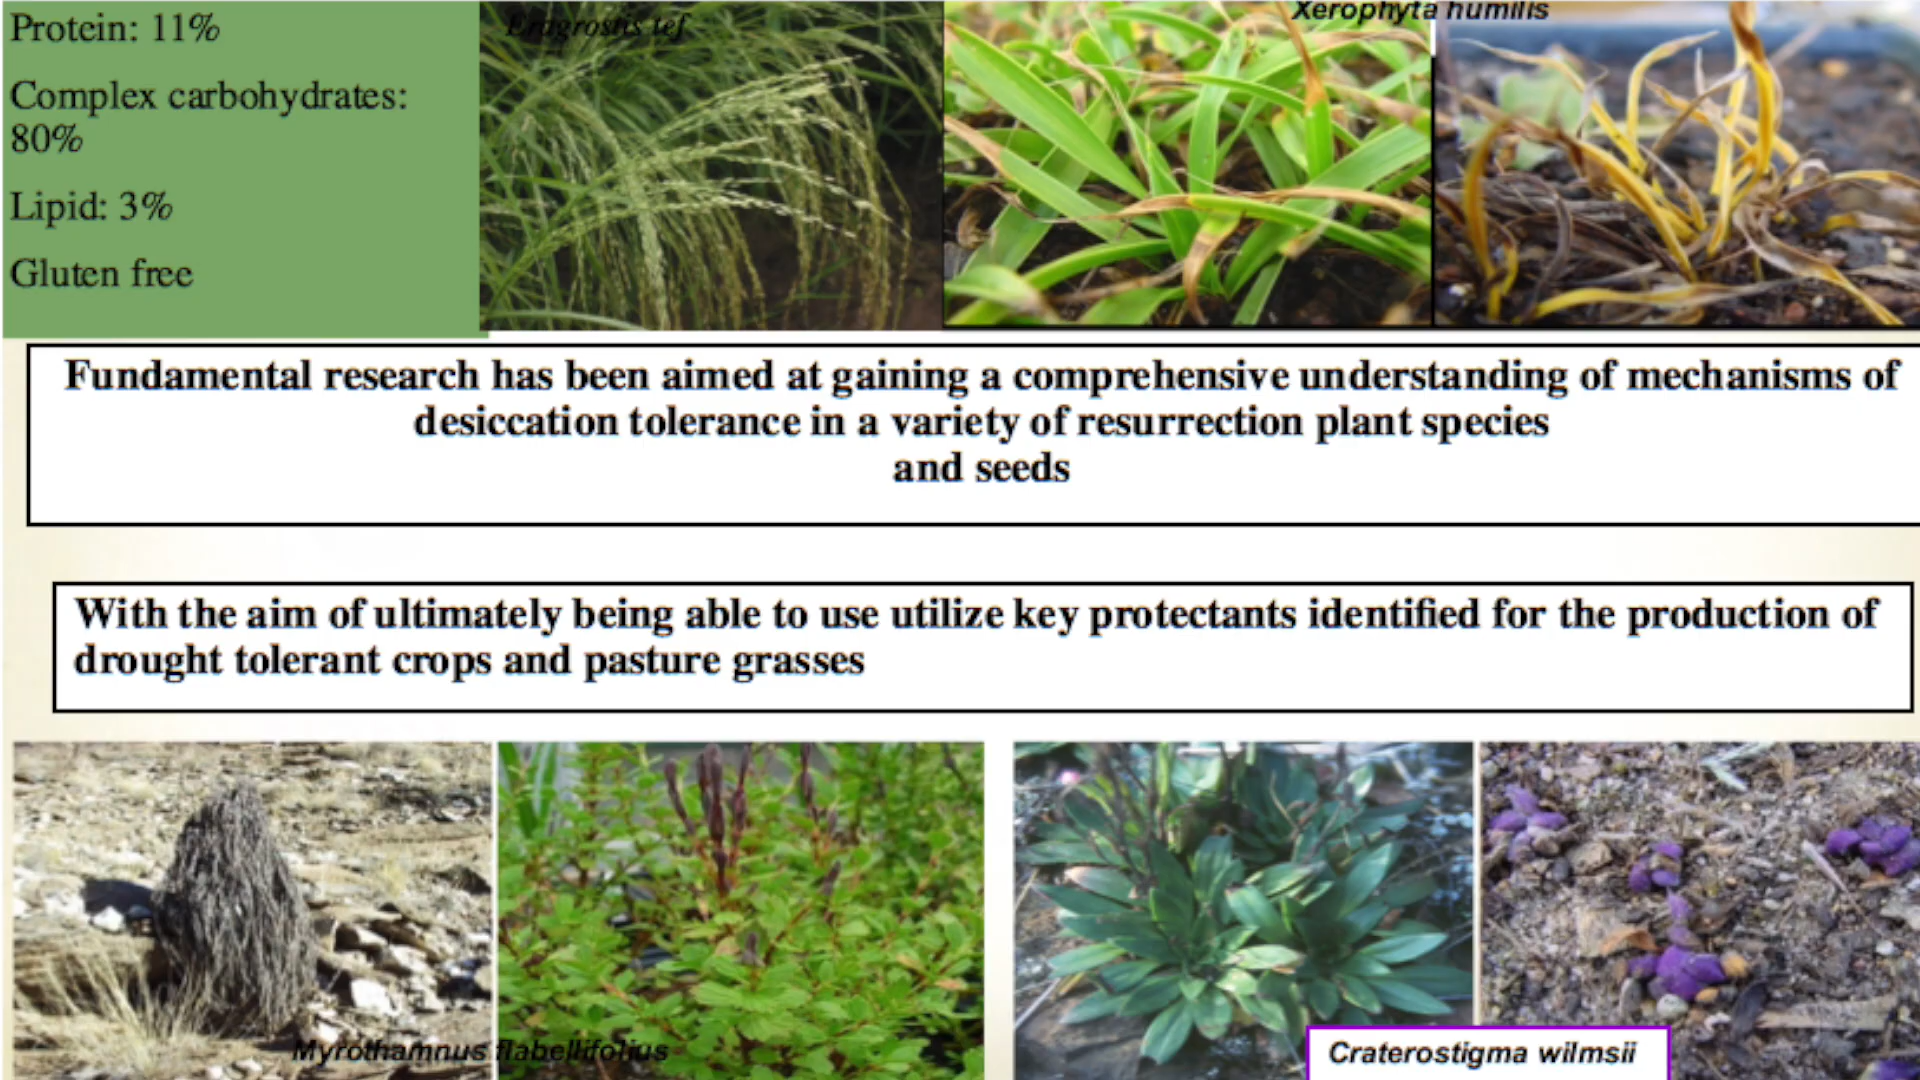 Protein: 11%
Complex carbohydrates:
80%
Lipid: 3%
Gluten free
Eragrostis tef
Xerophyta humilis
Fundamental research has been aimed at gaining a comprehensive understanding of mechanisms of
desiccation tolerance in a variety of resurrection plant species
and seeds
With the aim of ultimately being able to use utilize key protectants identified for the production of
drought tolerant crops and pasture grasses
Myrothamnus flabellifolius
Craterostigma wilmsii